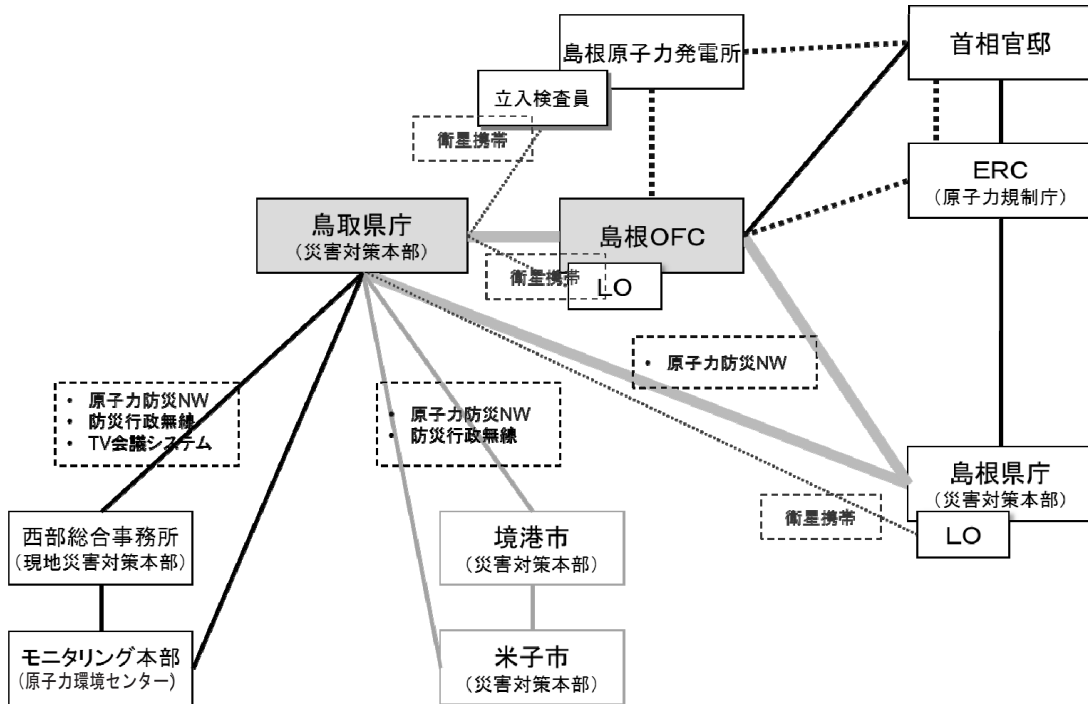 島根原子力発電所
首相官邸
立入検査員
衛星携帯
ERC
(原子力規制庁)
鳥取県庁
(災害対策本部)
島根OFC
衛星携帯
LO
• 原子力防災NW
• 原子力防災NW
• 防災行政無線
• TV会議システム
• 原子力防災NW
• 防災行政無線
島根県庁
(災害対策本部)
衛星携帯
LO
西部総合事務所
(現地災害対策本部)
境港市
(災害対策本部)
モニタリング本部
(原子力環境センター)
米子市
(災害対策本部)